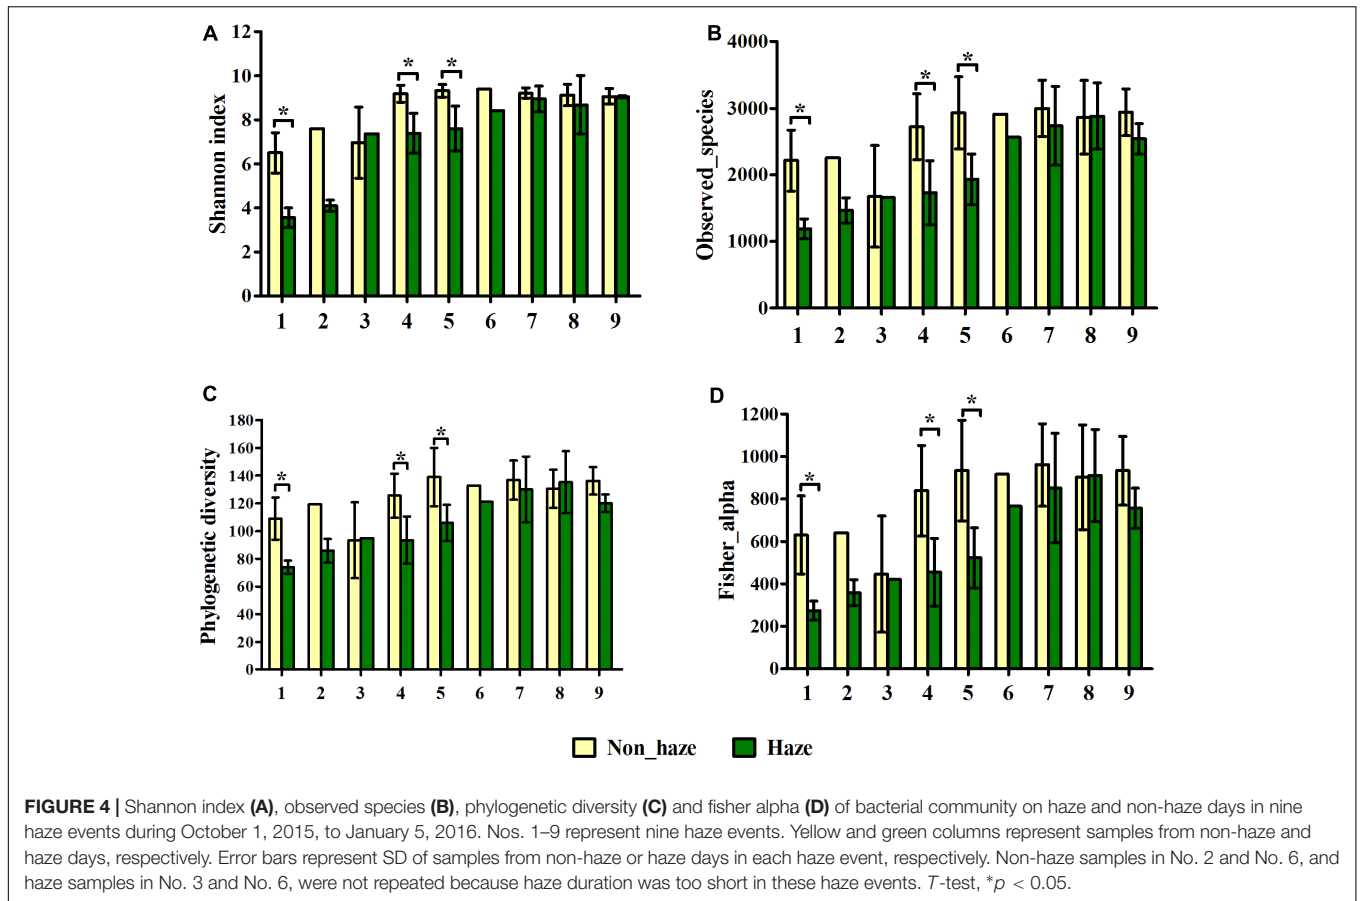 A
Shannon index
12
10
8
6
4
2
0
* * *
1 2 3 4 5 6 7 8 9
B
Observed_species
4000
3000
2000
1000
0
* * *
1 2 3 4 5 6 7 8 9
C
Phylogenetic diversity
180
160
140
120
100
80
60
40
20
0
* * *
1 2 3 4 5 6 7 8 9
D
Fisher_alpha
1200
1000
800
600
400
200
0
* * *
1 2 3 4 5 6 7 8 9
Non_haze Haze
FIGURE 4 | Shannon index (A), observed species (B), phylogenetic diversity (C) and fisher alpha (D) of bacterial community on haze and non-haze days in nine
haze events during October 1, 2015, to January 5, 2016. Nos. 1–9 represent nine haze events. Yellow and green columns represent samples from non-haze and
haze days, respectively. Error bars represent SD of samples from non-haze or haze days in each haze event, respectively. Non-haze samples in No. 2 and No. 6, and
haze samples in No. 3 and No. 6, were not repeated because haze duration was too short in these haze events. T-test, *p < 0.05.